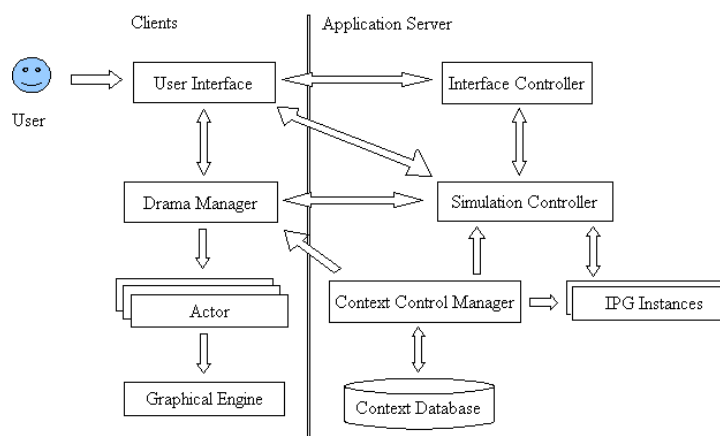 Clients
Application Server
User Interface
Interface Controller
User
Drama Manager
Simulation Controller
Context Control Manager
IPG Instances
Actor
Graphical Engine
Context Database